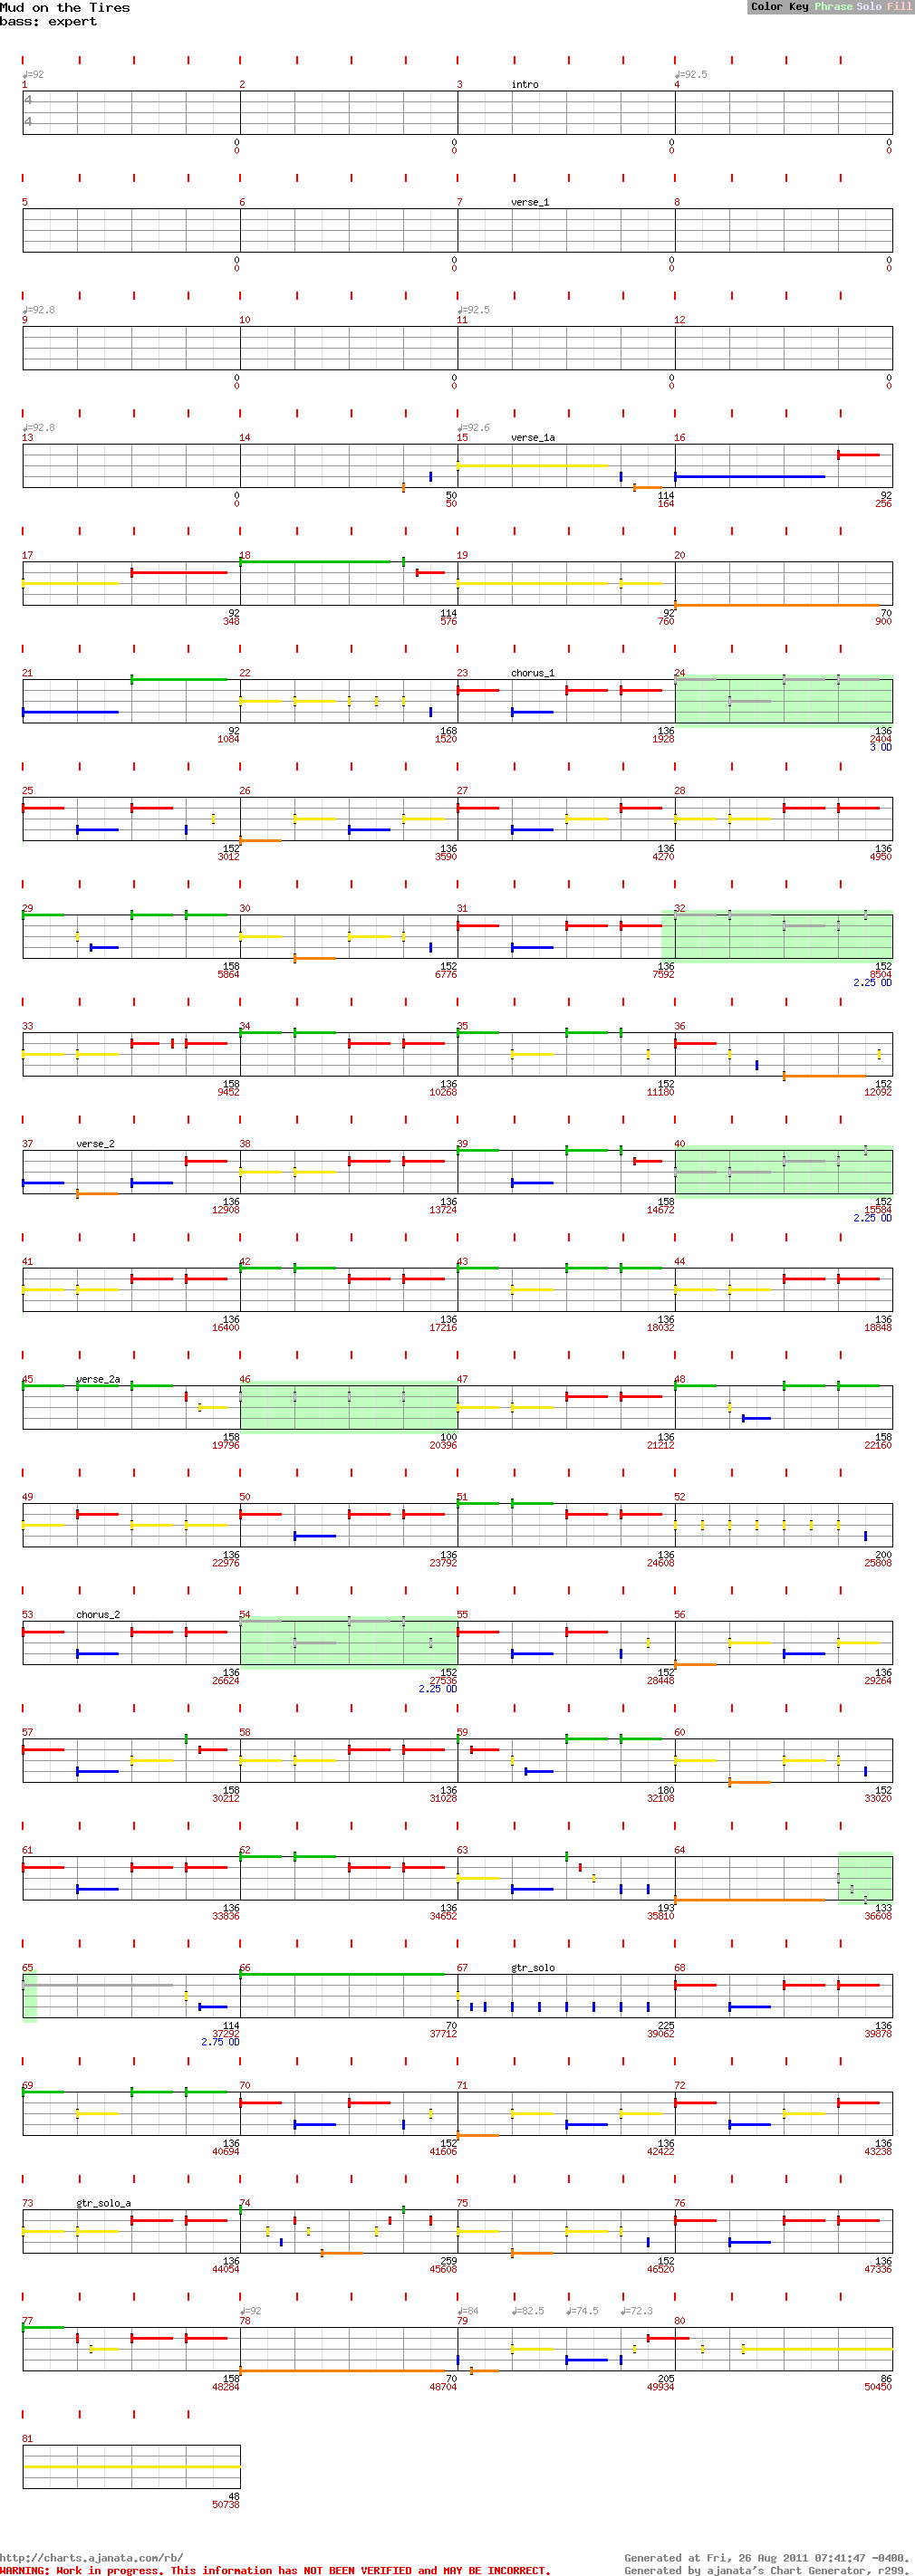 Mud on the Tires
Color Key Phrase Solo Fill
bass: expert
♩=92 ♩=92.5
1 2 3 intro 4
4
4
0 0 0 0
0 0 0 0
5 6 7 verse_1 8
0 0 0 0
0 0 0 0
♩=92.8 ♩=92.5
9 10 11 12
0 0 0 0
0 0 0 0
♩=92.8 ♩=92.6
13 14 15 verse_1a 16
0 50 114 92
0 50 164 256
17 18 19 20
92 114 92 70
348 576 760 900
21 22 23 chorus_1 24
92 168 136 136
1084 1520 1928 2404
3 OD
25 26 27 28
152 136 136 136
3012 3590 4270 4950
29 30 31 32
158 152 136 152
5864 6776 7592 8504
2.25 OD
33 34 35 36
158 136 152 152
9452 10268 11180 12092
37 verse_2 38 39 40
136 136 158 152
12908 13724 14672 15584
2.25 OD
41 42 43 44
136 136 136 136
16400 17216 18032 18848
45 verse_2a 46 47 48
158 100 136 158
19796 20396 21212 22160
49 50 51 52
136 136 136 200
22976 23792 24608 25808
53 chorus_2 54 55 56
136 152 152 136
26624 27536 28448 29264
2.25 OD
57 58 59 60
158 136 180 152
30212 31028 32108 33020
61 62 63 64
136 136 193 133
33836 34652 35810 36608
65 66 67 gtr_solo 68
114 70 225 136
37292 37712 39062 39878
2.75 OD
69 70 71 72
136 152 136 136
40694 41606 42422 43238
73 gtr_solo_a 74 75 76
136 259 152 136
44054 45608 46520 47336
♩=92 ♩=84 ♩=82.5 ♩=74.5 ♩=72.3
77 78 79 80
158 70 205 86
48284 48704 49934 50450
81
48
50738
http://charts.ajanata.com/rb/
Generated at Fri, 26 Aug 2011 07:41:47 -0400.
WARNING: Work in progress. This information has NOT BEEN VERIFIED and MAY BE INCORRECT.
Generated by ajanata's Chart Generator, r299.